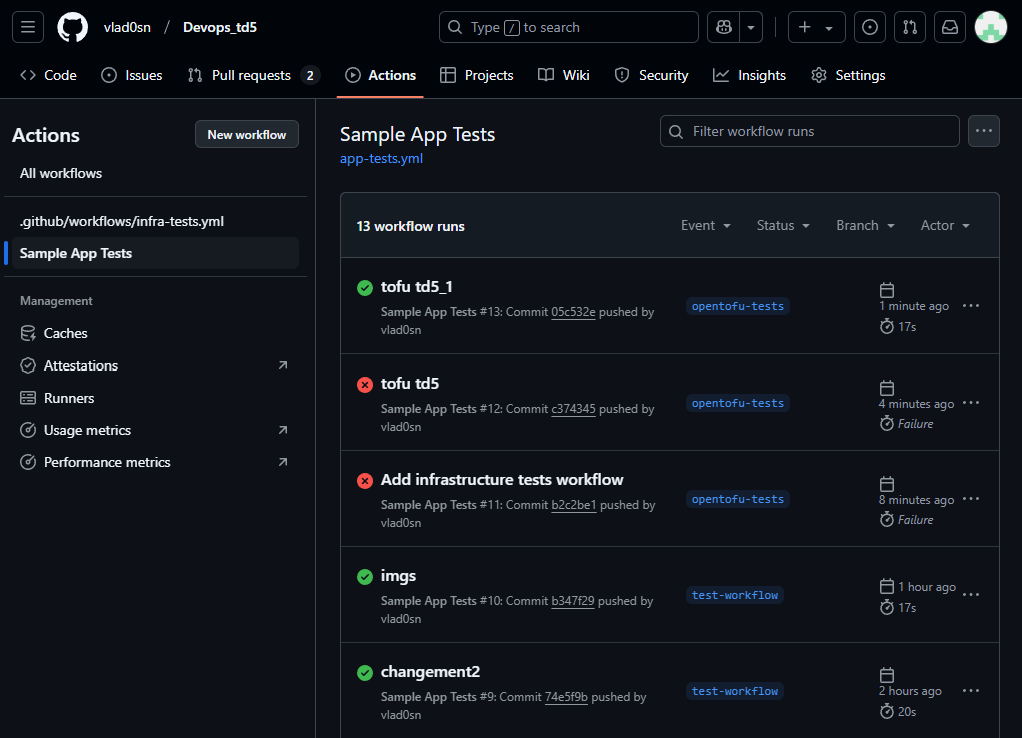 vlad0sn / Devops_td5
Type / to search
Code
Issues
Pull requests 2
Actions
Projects
Wiki
Security
Insights
Settings
Actions
New workflow
All workflows
.github/workflows/infra-tests.yml
Sample App Tests
Management
Caches
Attestations
Runners
Usage metrics
Performance metrics
Sample App Tests
app-tests.yml
Filter workflow runs
13 workflow runs
Event
Status
Branch
Actor
tofu td5_1
Sample App Tests #13: Commit 05c532e pushed by
vlad0sn
opentofu-tests
1 minute ago
17s
tofu td5
Sample App Tests #12: Commit c374345 pushed by
vlad0sn
opentofu-tests
4 minutes ago
Failure
Add infrastructure tests workflow
Sample App Tests #11: Commit b2c2be1 pushed by
vlad0sn
opentofu-tests
8 minutes ago
Failure
imgs
Sample App Tests #10: Commit b347f29 pushed by
vlad0sn
test-workflow
1 hour ago
17s
changement2
Sample App Tests #9: Commit 74e5f9b pushed by
vlad0sn
test-workflow
2 hours ago
20s